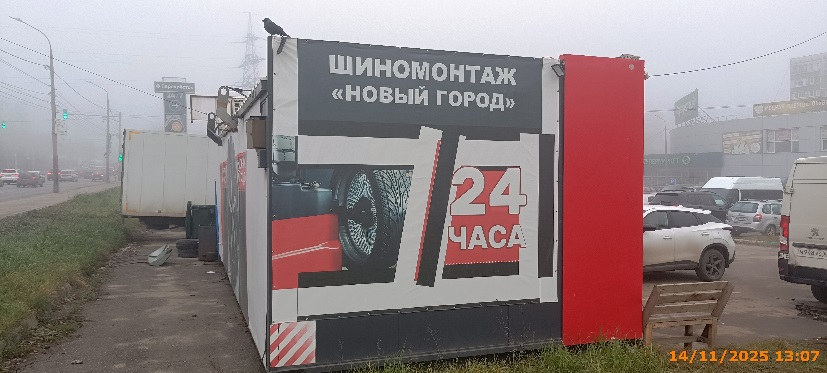 ШИНОМОНТАЖ
«НОВЫЙ ГОРОД»
24
ЧАСА
14/11/2025 13:07